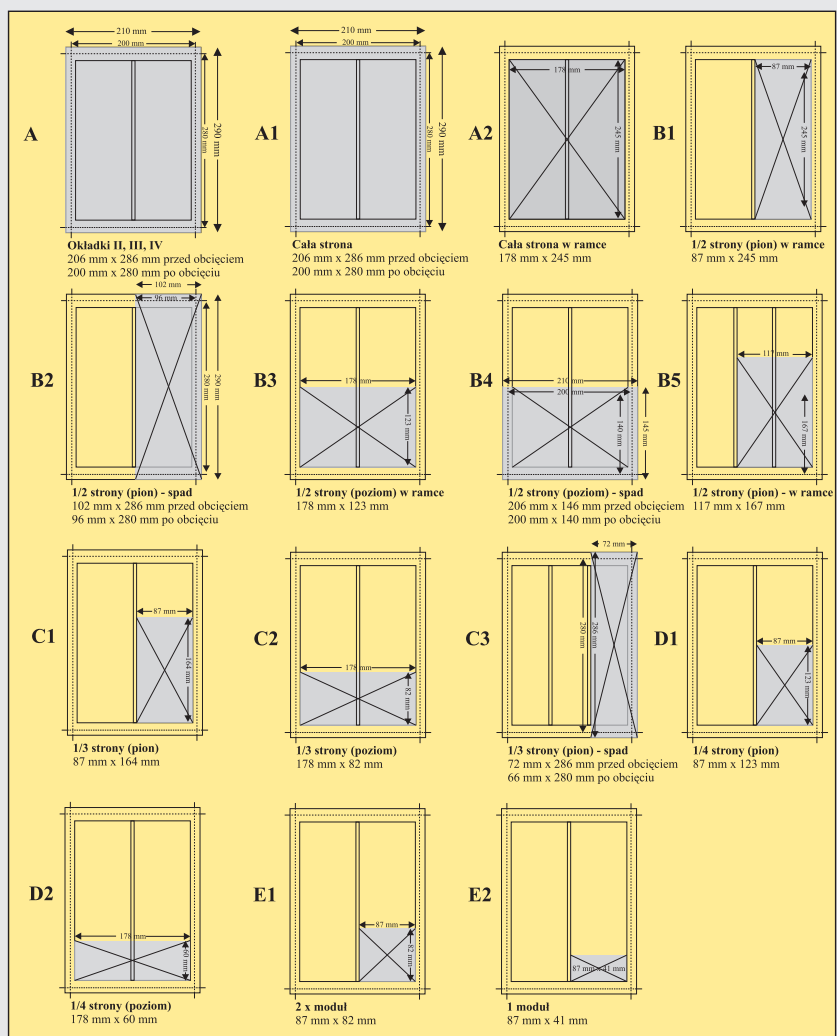 210 mm
200 mm
A
280 mm
290 mm
Okładki II, III, IV
206 mm x 286 mm przed obcięciem
200 mm x 280 mm po obcięciu
210 mm
200 mm
A1
280 mm
290 mm
Cała strona
206 mm x 286 mm przed obcięciem
200 mm x 280 mm po obcięciu
A2
178 mm
245 mm
Cała strona w ramce
178 mm x 245 mm
B1
87 mm
245 mm
1/2 strony (pion) w ramce
87 mm x 245 mm
102 mm
96 mm
B2
280 mm
290 mm
1/2 strony (pion) - spad
102 mm x 286 mm przed obcięciem
96 mm x 280 mm po obcięciu
B3
178 mm
123 mm
1/2 strony (poziom) w ramce
178 mm x 123 mm
B4
210 mm
200 mm
140 mm
145 mm
1/2 strony (poziom) - spad
206 mm x 146 mm przed obcięciem
200 mm x 140 mm po obcięciu
B5
117 mm
167 mm
1/2 strony (pion) - w ramce
117 mm x 167 mm
C1
87 mm
164 mm
1/3 strony (pion)
87 mm x 164 mm
C2
178 mm
82 mm
1/3 strony (poziom)
178 mm x 82 mm
72 mm
C3
280 mm
286 mm
1/3 strony (pion) - spad
72 mm x 286 mm przed obcięciem
66 mm x 280 mm po obcięciu
D1
87 mm
123 mm
1/4 strony (pion)
87 mm x 123 mm
D2
178 mm
60 mm
1/4 strony (poziom)
178 mm x 60 mm
E1
87 mm
82 mm
2 x moduł
87 mm x 82 mm
E2
87 mm x 41 mm
1 moduł
87 mm x 41 mm